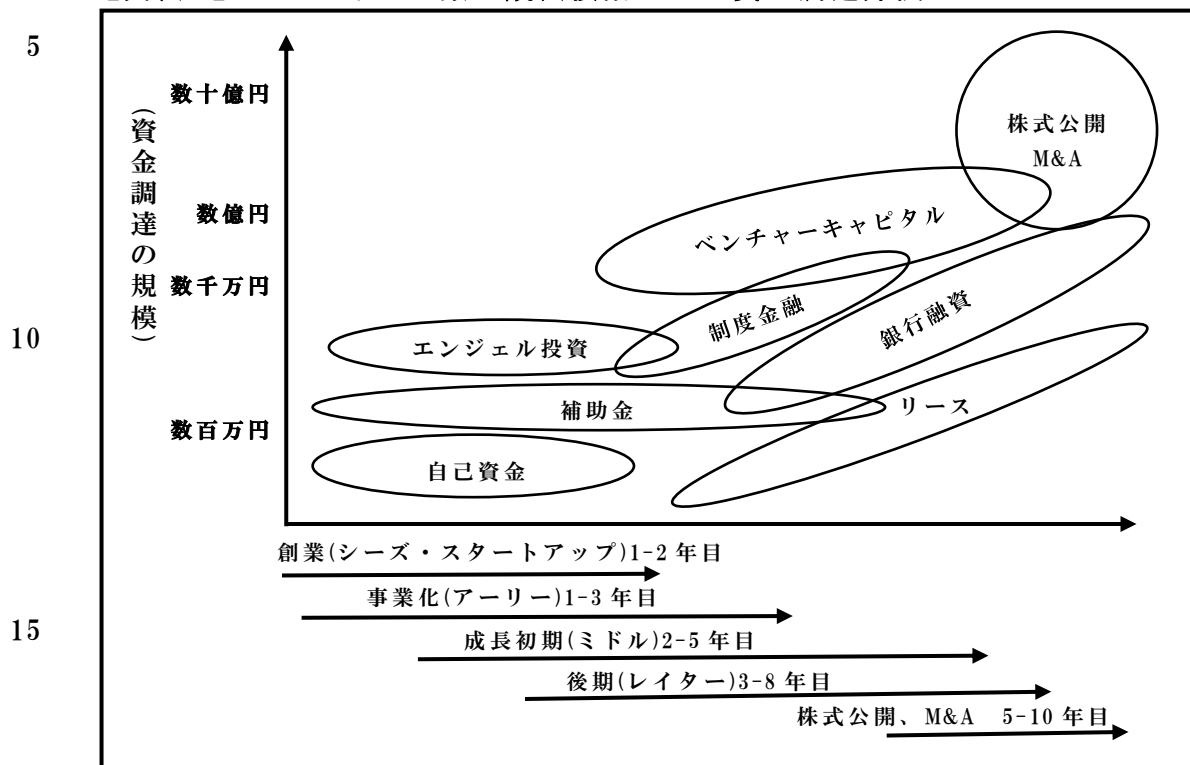 5
数十億円
株式公開
M&A
(資金調達の規模)
数億円
ベンチャーキャピタル
数千万円
制度金融
銀行融資
10
エンジェル投資
補助金
リース
数百万円
自己資金
創業(シーズ・スタートアップ)1-2年目
事業化(アーリー)1-3年目
15
成長初期(ミドル)2-5年目
後期(レイター)3-8年目
株式公開、M&A 5-10年目